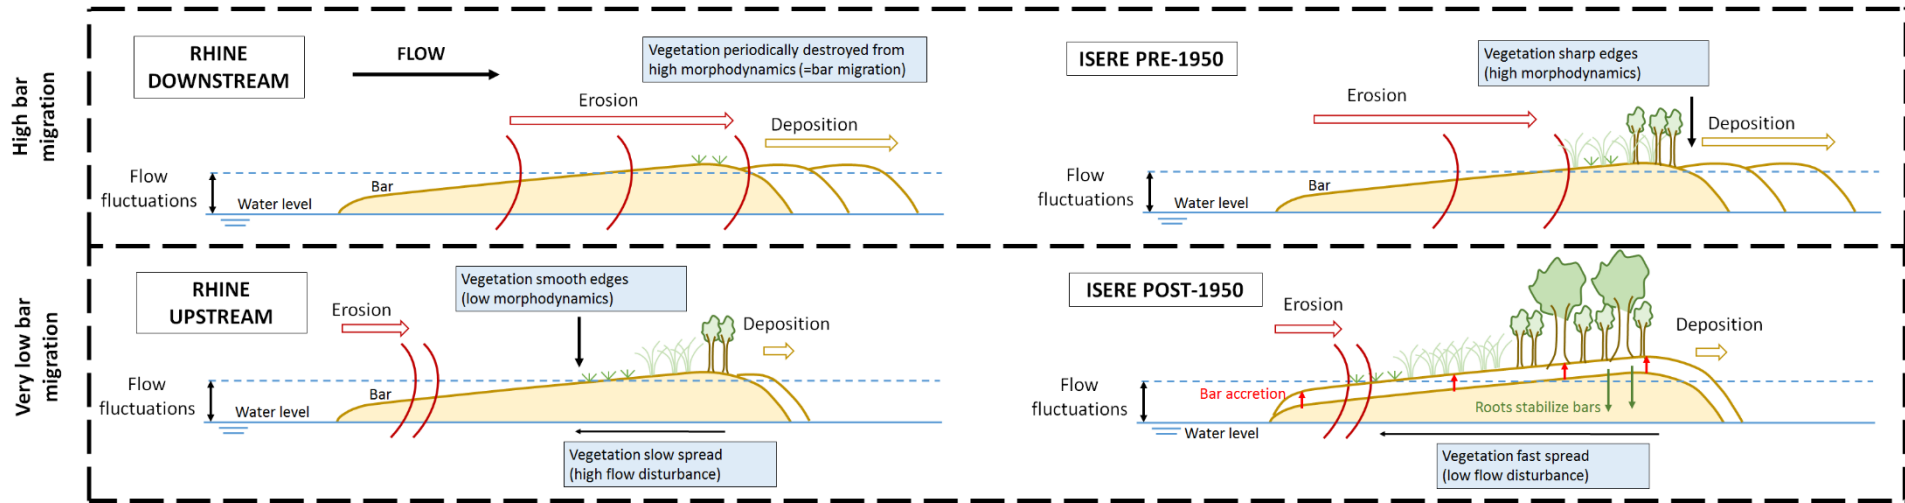 High bar
migration
RHINE
DOWNSTREAM
FLOW
Vegetation periodically destroyed from
high morphodynamics (=bar migration)
Erosion
Deposition
Flow
fluctuations
Bar
Water level
ISERE PRE-1950
Vegetation sharp edges
(high morphodynamics)
Erosion
Deposition
Flow
fluctuations
Bar
Water level
Very low bar
migration
RHINE
UPSTREAM
Vegetation smooth edges
(low morphodynamics)
Erosion
Deposition
Flow
fluctuations
Bar
Water level
Vegetation slow spread
(high flow disturbance)
ISERE POST-1950
Erosion
Deposition
Flow
fluctuations
Bar accretion
Roots stabilize bars
Water level
Vegetation fast spread
(low flow disturbance)